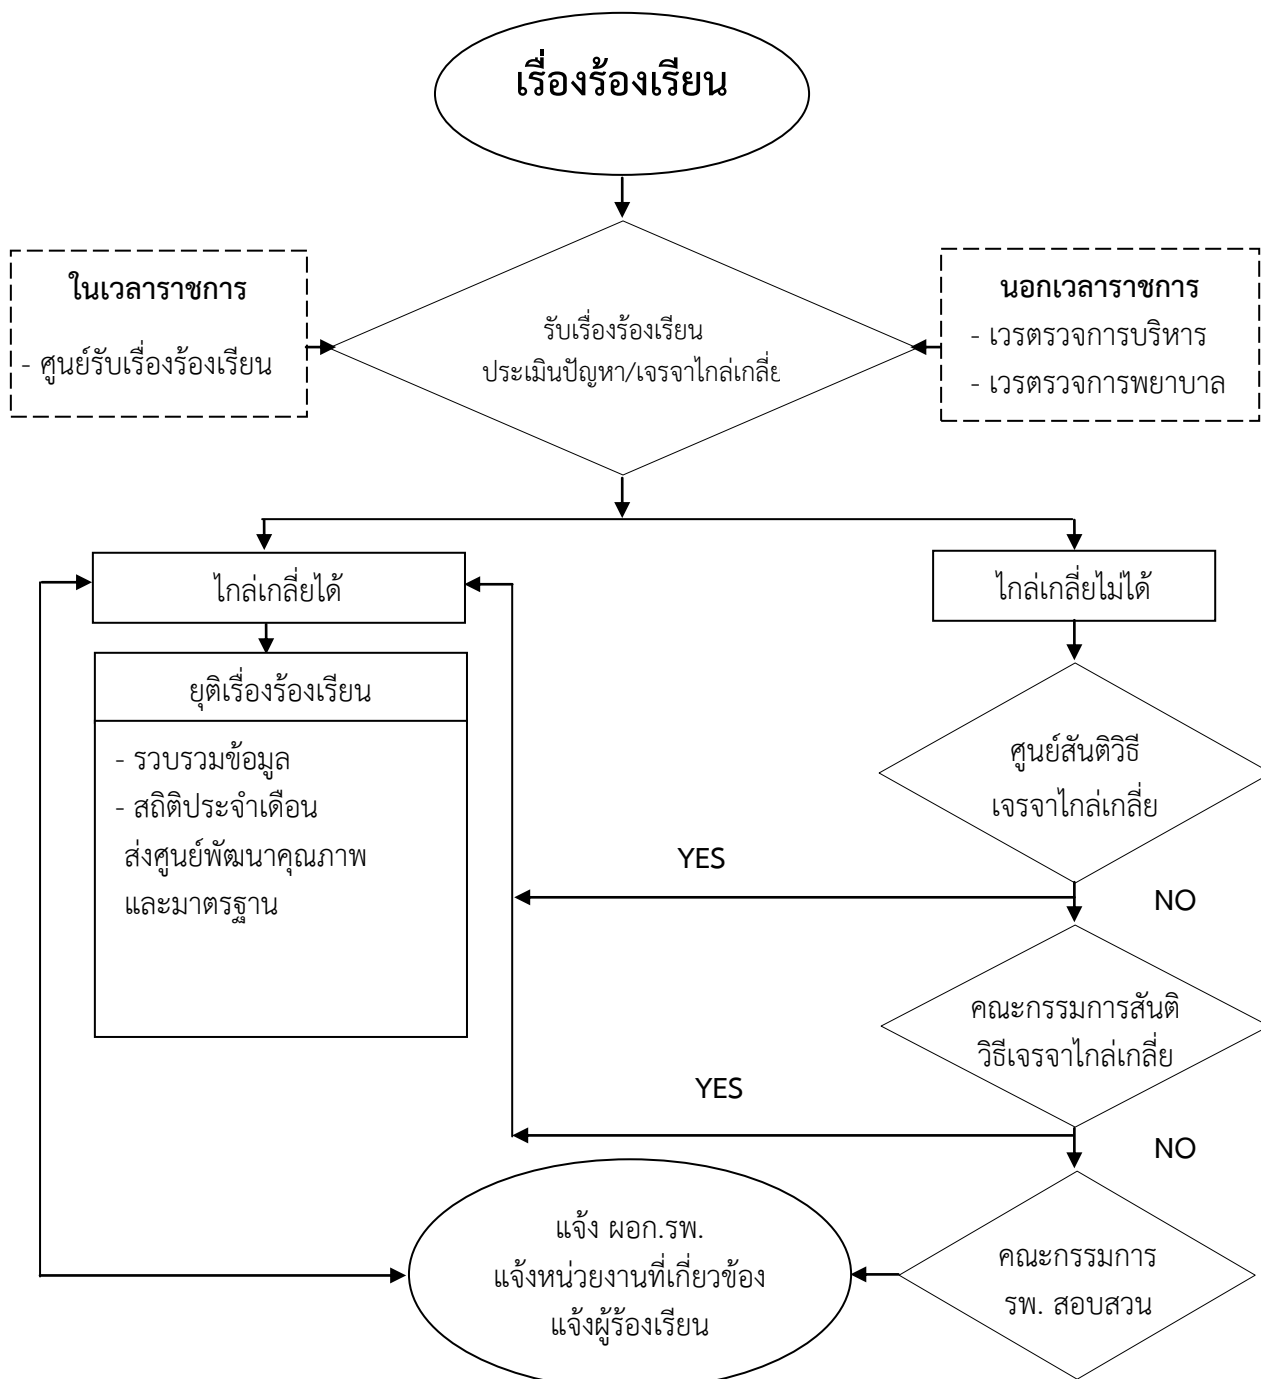 เรื่องร้องเรียน
ในเวลาราชการ
- ศูนย์รับเรื่องร้องเรียน
รับเรื่องร้องเรียน
ประเมินปัญหา/เจรจาไกล่เกลี่ย
นอกเวลาราชการ
- เวรตรวจการบริหาร
- เวรตรวจการพยาบาล
ไกล่เกลี่ยได้
ไกล่เกลี่ยไม่ได้
ยุติเรื่องร้องเรียน
- รวบรวมข้อมูล
- สถิติประจำเดือน
ส่งศูนย์พัฒนาคุณภาพ
และมาตรฐาน
ศูนย์สันติวิธี
เจรจาไกล่เกลี่ย
YES
NO
คณะกรรมการสันติ
วิธีเจรจาไกล่เกลี่ย
YES
NO
แจ้ง ผอก.รพ.
แจ้งหน่วยงานที่เกี่ยวข้อง
แจ้งผู้ร้องเรียน
คณะกรรมการ
รพ. สอบสวน